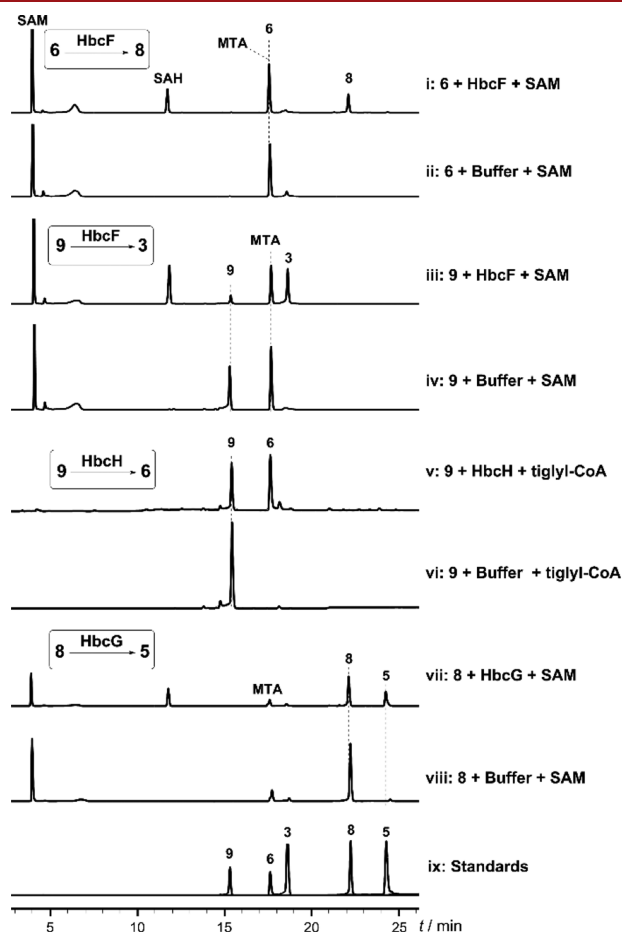 SAM
6 HbcF 8
MTA
6
SAH
8
i: 6 + HbcF + SAM
ii: 6 + Buffer + SAM
9 HbcF 3
MTA
9
3
iii: 9 + HbcF + SAM
iv: 9 + Buffer + SAM
9 HbcH 6
9
6
v: 9 + HbcH + tiglyl-CoA
vi: 9 + Buffer + tiglyl-CoA
8 HbcG 5
MTA
8
5
vii: 8 + HbcG + SAM
viii: 8 + Buffer + SAM
9
6
3
8
5
ix: Standards
5 10 15 20 25 t / min